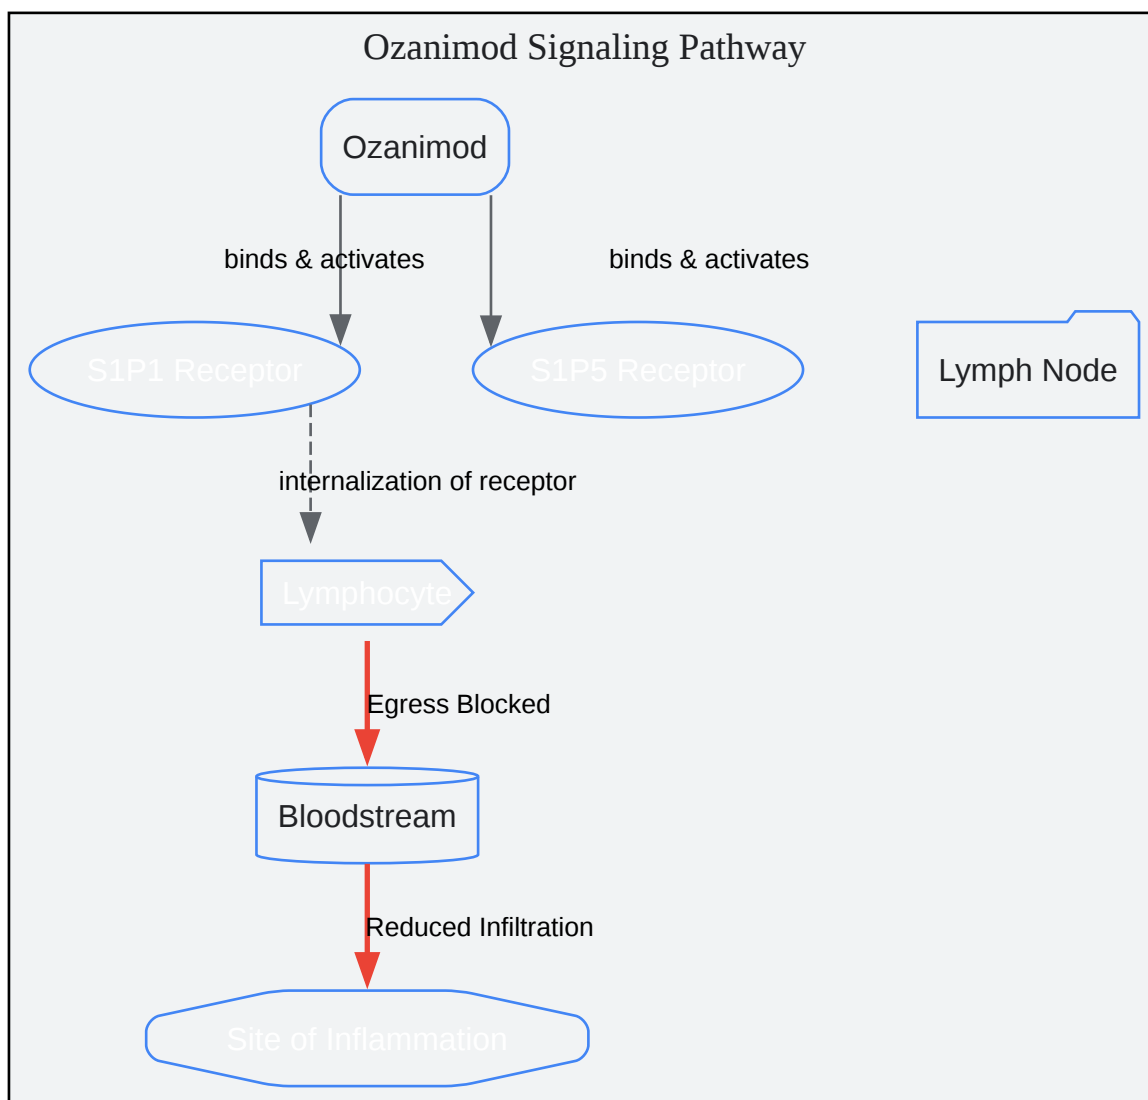 Ozanimod Signaling Pathway
Ozanimod
binds & activates
binds & activates
S1P1 Receptor
S1P5 Receptor
Lymph Node
internalization of receptor
Lymphocyte
Egress Blocked
Bloodstream
Reduced Infiltration
Site of Inflammation